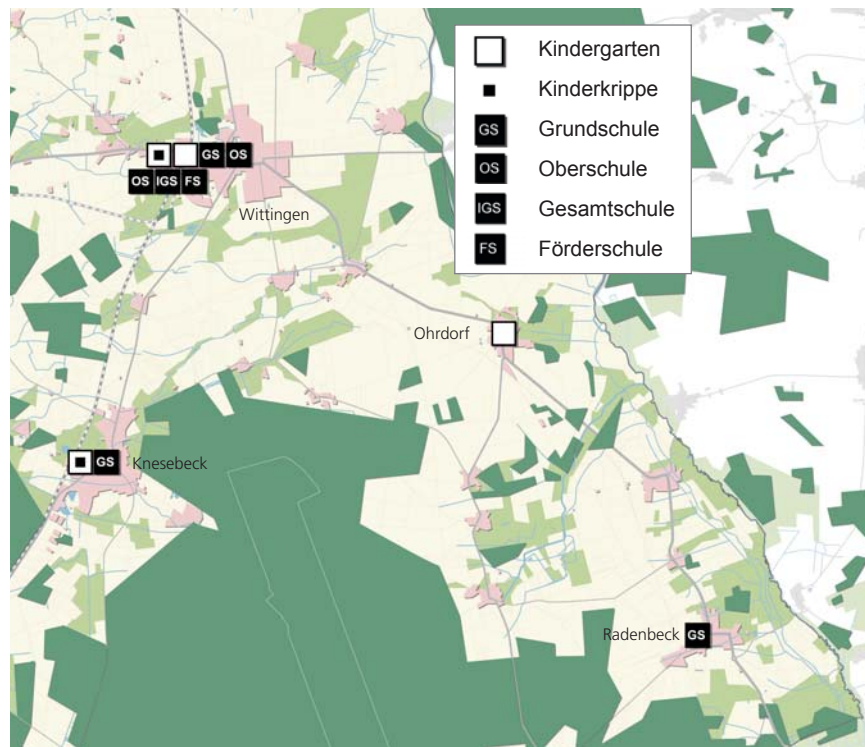 Kindergarten
Kinderkrippe
GS Grundschule
OS Oberschule
IGS Gesamtschule
FS Förderschule
GS OS
OS IGS FS
Wittingen
Ohrdorf
GS Knesebeck
Radenbeck GS